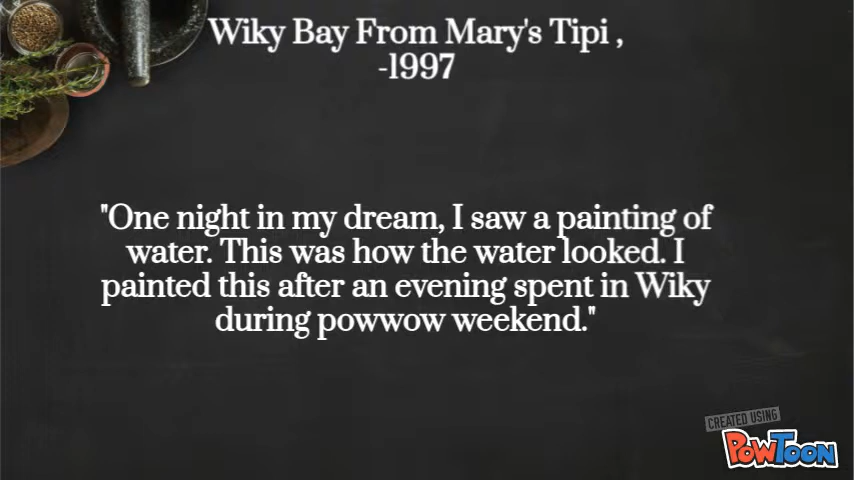 Wiky Bay From Mary's Tipi ,
-1997
"One night in my dream, I saw a painting of
water. This was how the water looked. I
painted this after an evening spent in Wiky
during powwow weekend."
CREATED USING
POWTOON